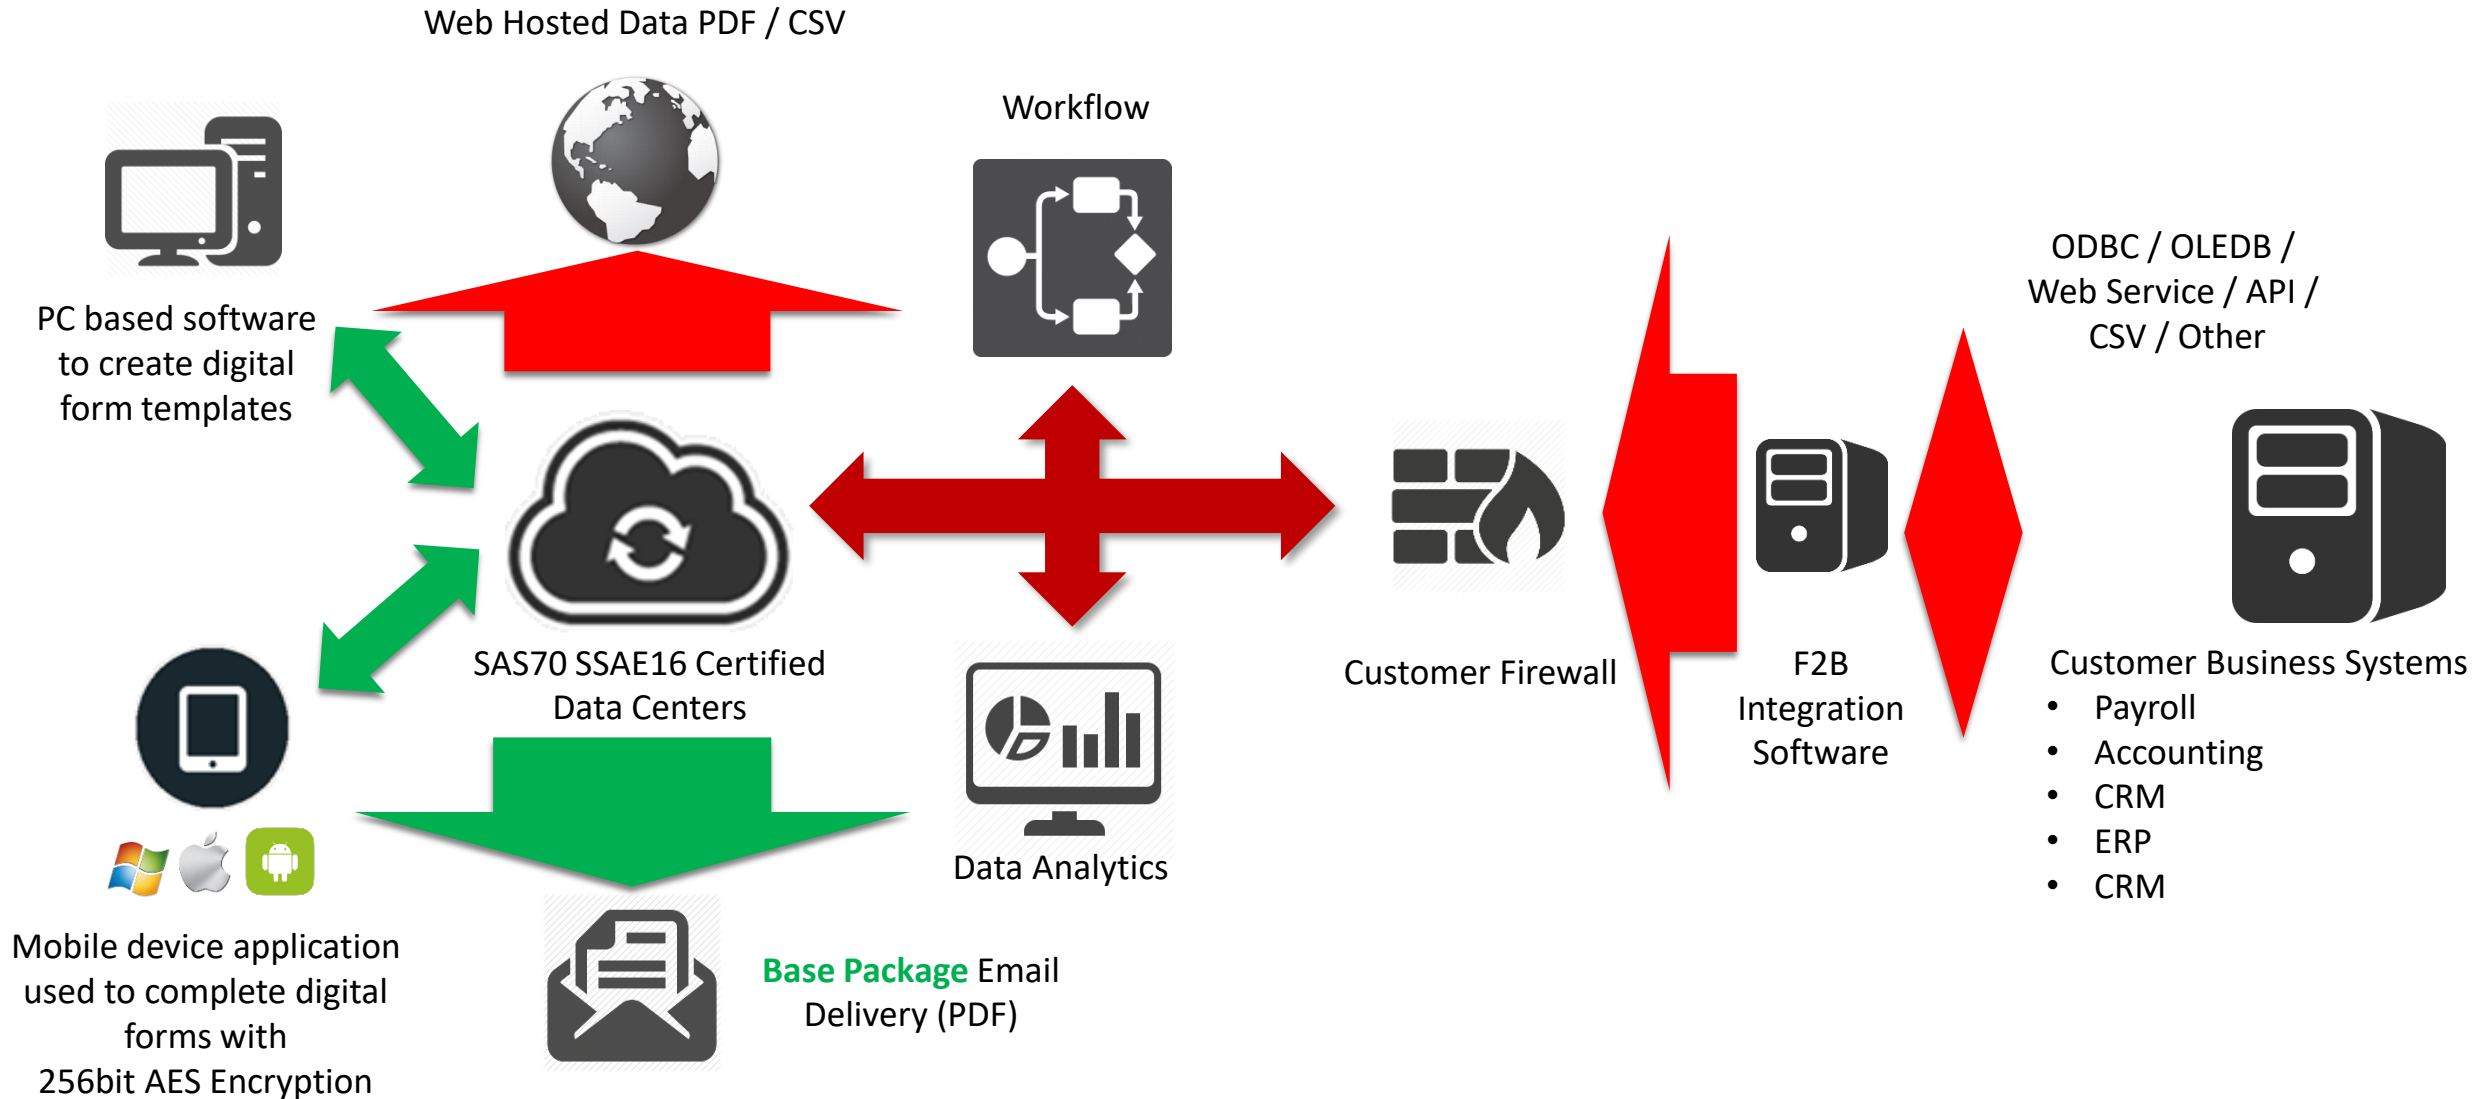 Web Hosted Data PDF / CSV
Workflow
PC based software
to create digital
form templates
ODBC / OLEDB /
Web Service / API /
CSV / Other
SAS70 SSAE16 Certified
Data Centers
Customer Firewall
F2B
Integration
Software
Customer Business Systems
• Payroll
• Accounting
• CRM
• ERP
• CRM
Data Analytics
Mobile device application
used to complete digital
forms with
256bit AES Encryption
Base Package Email
Delivery (PDF)